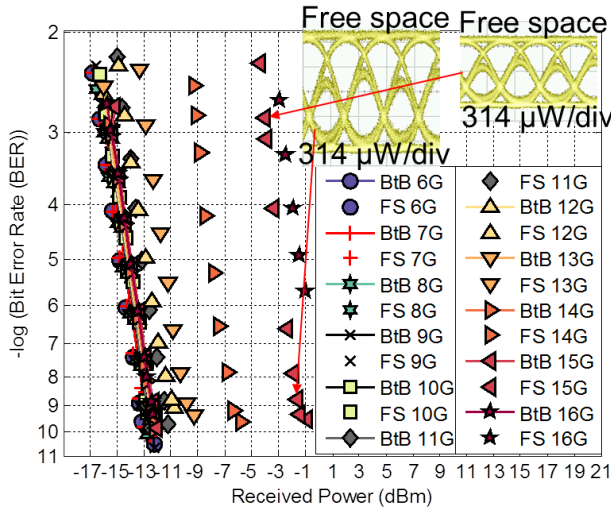 Free space
Free space
314 µW/div
314 µW/div
-log (Bit Error Rate (BER))
2
3
4
5
6
7
8
9
10
11
BtB 6G
FS 6G
BtB 7G
FS 7G
BtB 8G
FS 8G
BtB 9G
FS 9G
BtB 10G
FS 10G
BtB 11G
FS 11G
BtB 12G
FS 12G
BtB 13G
FS 13G
BtB 14G
FS 14G
BtB 15G
FS 15G
BtB 16G
FS 16G
-17 -15 -13 -11 -9 -7 -5 -3 -1 1 3 5 7 9 11 13 15 17 19 21
Received Power (dBm)